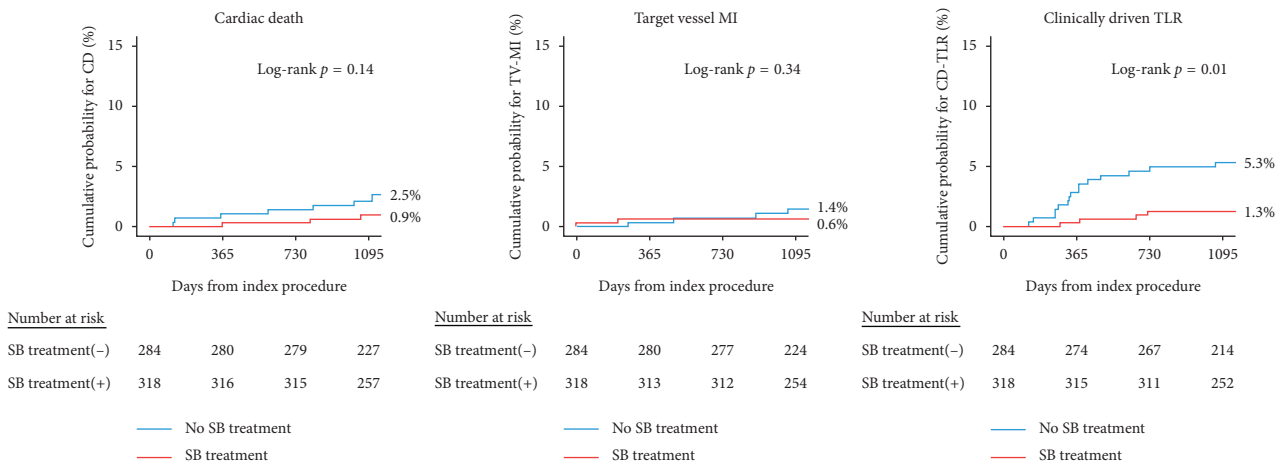 Cardiac death
Cumulative probability for CD (%)
15
10
5
0
Log-rank p = 0.14
2.5%
0.9%
0 365 730 1095
Days from index procedure
Number at risk
SB treatment(–) 284 280 279 227
SB treatment(+) 318 316 315 257
No SB treatment
SB treatment
Target vessel MI
Cumulative probability for TV-MI (%)
15
10
5
0
Log-rank p = 0.34
1.4%
0.6%
0 365 730 1095
Days from index procedure
Number at risk
SB treatment(–) 284 280 277 224
SB treatment(+) 318 313 312 254
No SB treatment
SB treatment
Clinically driven TLR
Cumulative probability for CD-TLR (%)
15
10
5
0
Log-rank p = 0.01
5.3%
1.3%
0 365 730 1095
Days from index procedure
Number at risk
SB treatment(–) 284 274 267 214
SB treatment(+) 318 315 311 252
No SB treatment
SB treatment